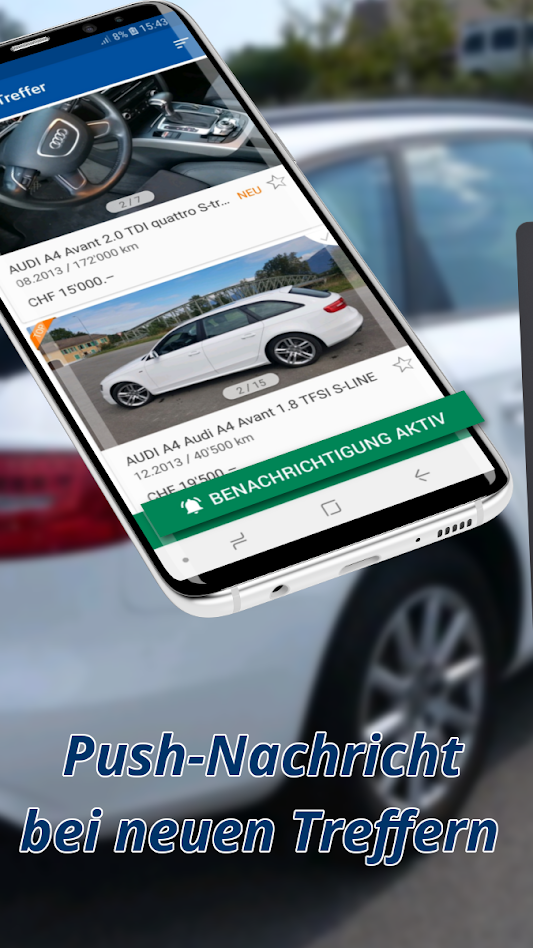 8% 15:43
Treffer
2 / 7
AUDI A4 Avant 2.0 TDI quattro S-tr...
NEU
08.2013 / 172'000 km
CHF 15'000.–
TOP
2 / 15
AUDI A4 Audi A4 Avant 1.8 TFSI S-LINE
12.2013 / 40'500 km
CHF 19'500.–
BENACHRICHTIGUNG AKTIV
Push-Nachricht
bei neuen Treffern